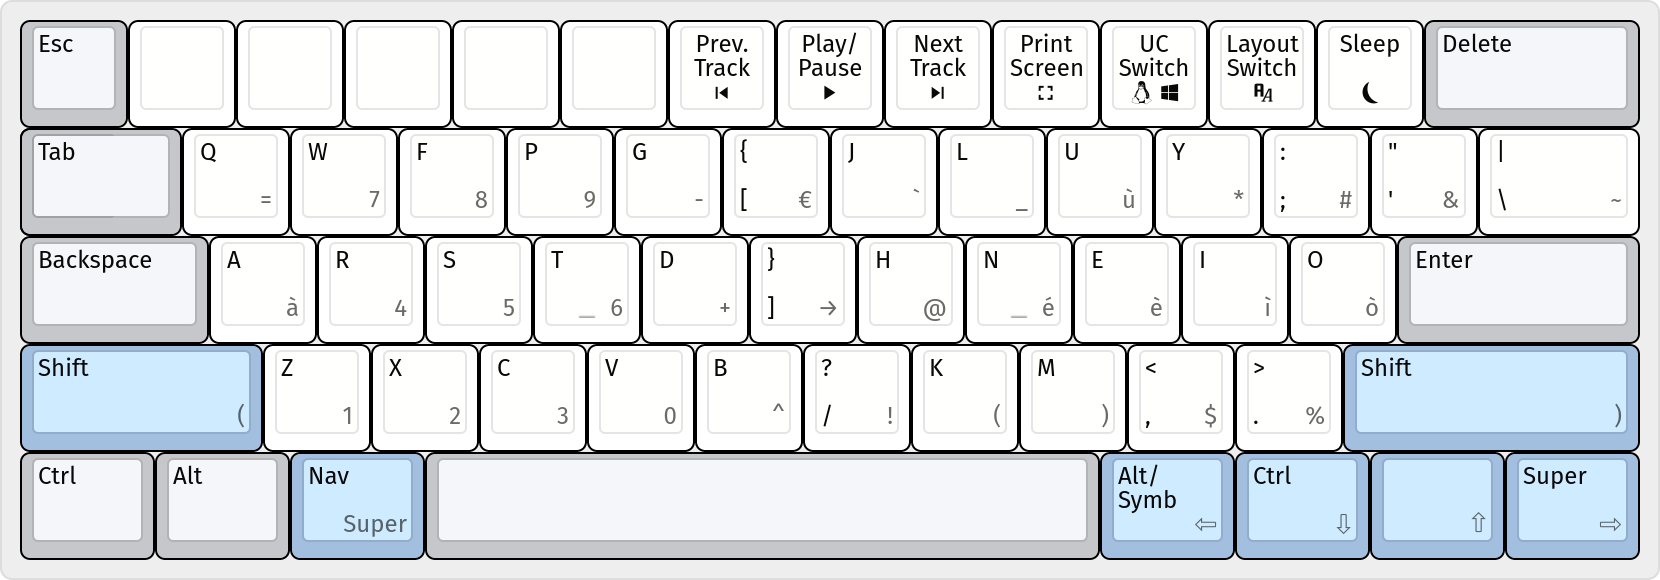 Esc Prev. Play/ Next Print UC Layout Sleep Delete
Track Pause Track Screen Switch Switch
Tab Q W F P G { J L U Y : " |
= 7 8 9 - [ € ` _ ù * ; # ' & \ ~
Backspace A R S T D } H N E I O Enter
à 4 5 _ 6 + ] → @ _ é è ì ò
Shift Z X C V B ? K M < > Shift
( 1 2 3 0 ^ / ! ( ) , $ . % )
Ctrl Alt Nav Alt/ Ctrl Super
Symb
Super ⇦ ⇩ ⇧ ⇨